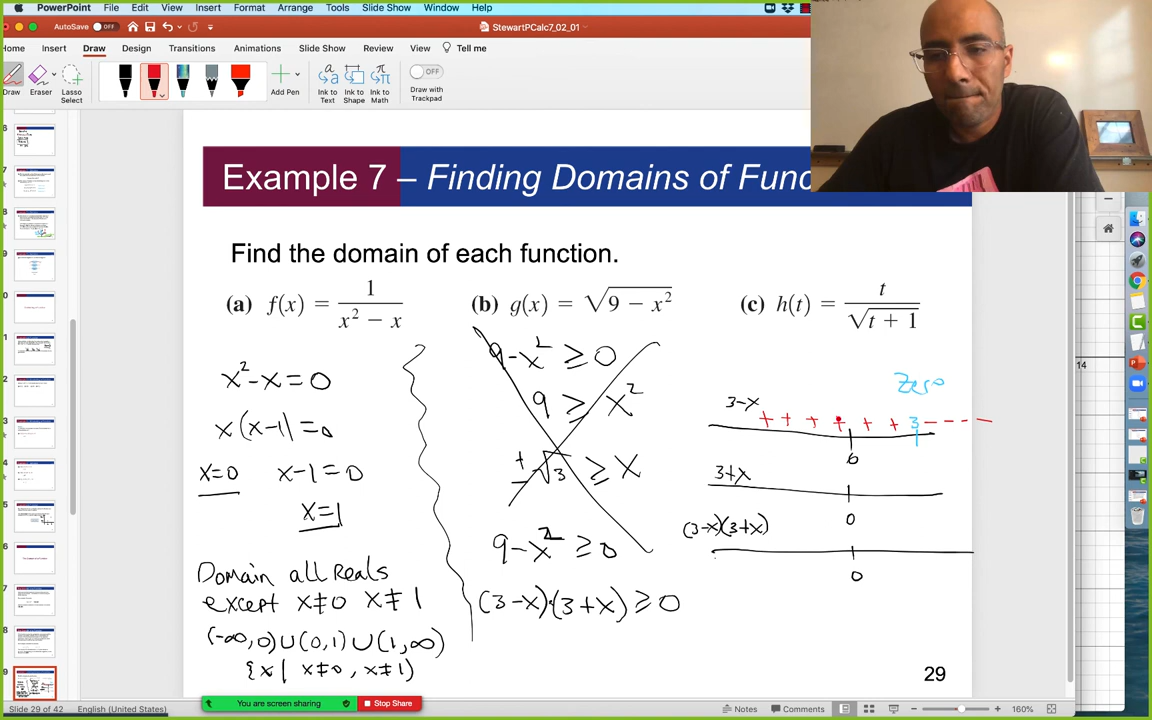 PowerPoint File Edit View Insert Format Arrange Tools Slide Show Window Help
AutoSave OFF StewartPCalc7_02_01
Home Insert Draw Design Transitions Animations Slide Show Review View Tell me
Draw Eraser Lasso Select Add Pen Ink to Text Ink to Shape Ink to Math OFF Draw with Trackpad
Example 7 – Finding Domains of Func
Find the domain of each function.
(a) f(x) = 1 / (x² − x) (b) g(x) = √(9 − x²) (c) h(t) = t / √(t + 1)
x²-x=0
x(x-1)=0
x=0 x-1=0
x=1
Domain all Reals
except x≠0 x≠1
(-∞,0)∪(0,1)∪(1,∞)
{x| x≠0, x≠1)
9-x² ≥ 0
9 ≥ x²
± √3 ≥ x
9-x² ≥ 0
(3-x)(3+x) ≥ 0
Zero
3-x
+ + + + + + 3 - - - -
0
3+x
0
(3-x)(3+x)
0
29
14
You are screen sharing Stop Share
Slide 29 of 42 English (United States) Notes Comments 160%